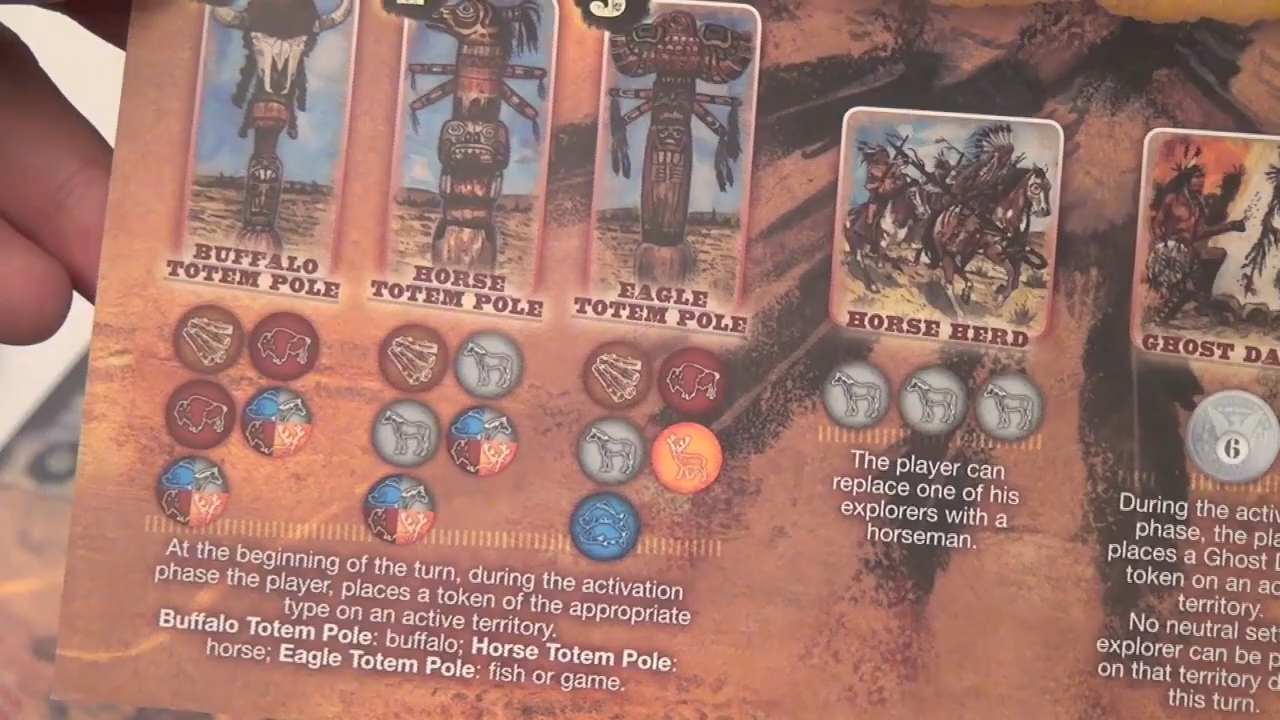 BUFFALO
TOTEM POLE
HORSE
TOTEM POLE
EAGLE
TOTEM POLE
At the beginning of the turn, during the activation
phase the player, places a token of the appropriate
type on an active territory.
Buffalo Totem Pole: buffalo; Horse Totem Pole:
horse; Eagle Totem Pole: fish or game.
HORSE HERD
The player can
replace one of his
explorers with a
horseman.
GHOST DA
6
During the activ
phase, the pla
places a Ghost
token on an ac
territory.
No neutral set
explorer can be p
on that territory d
this turn.